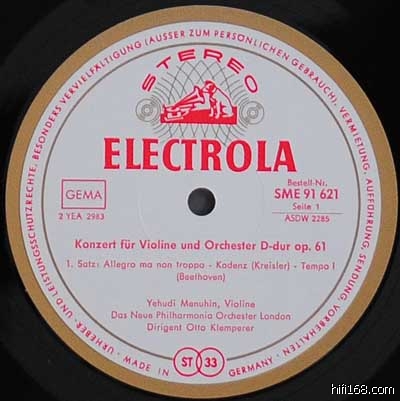 URHEBER- UND LEISTUNGSSCHUTZRECHTE, BESONDERS VERVIELFÄLTIGUNG (AUSSER ZUM PERSÖNLICHEN GEBRAUCH), VERMIETUNG, AUFFÜHRUNG, SENDUNG, VORBEHALTEN
STEREO
ELECTROLA
GEMA
2 YEA 2983
Bestell-Nr.
SME 91 621
Seite 1
ASDW 2285
Konzert für Violine und Orchester D-dur op. 61
1. Satz: Allegro ma non troppo - Kadenz (Kreisler) - Tempo I
(Beethoven)
Yehudi Menuhin, Violine
Das Neue Philharmonia Orchester London
Dirigent Otto Klemperer
MADE IN GERMANY
ST 33
hifi168.com